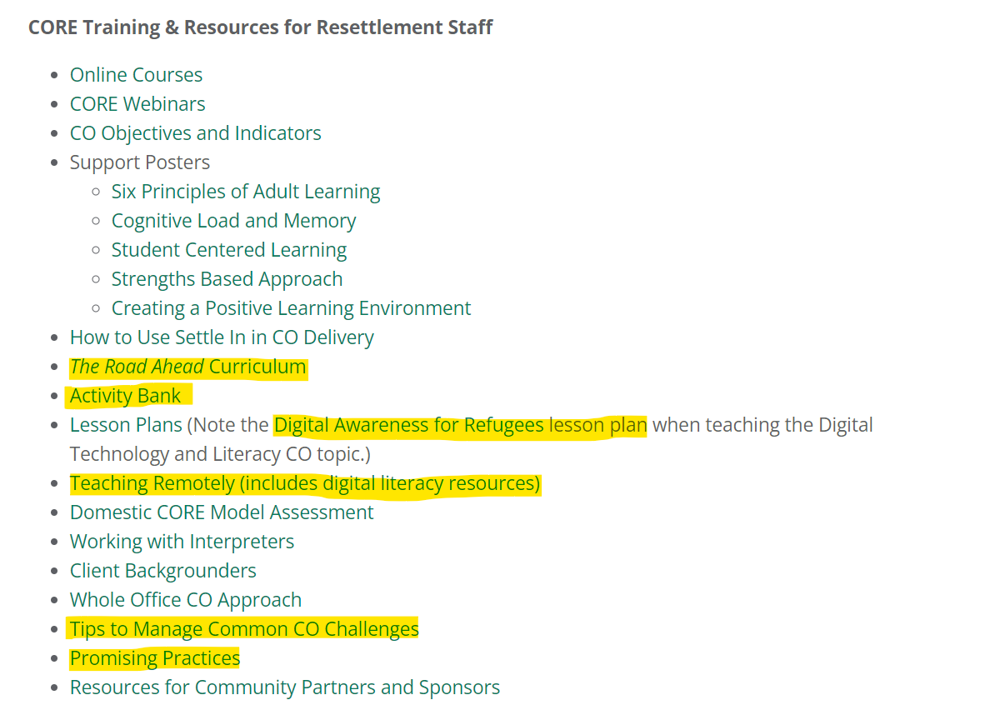 CORE Training & Resources for Resettlement Staff
Online Courses
CORE Webinars
CO Objectives and Indicators
Support Posters
Six Principles of Adult Learning
Cognitive Load and Memory
Student Centered Learning
Strengths Based Approach
Creating a Positive Learning Environment
How to Use Settle In in CO Delivery
The Road Ahead Curriculum
Activity Bank
Lesson Plans (Note the Digital Awareness for Refugees lesson plan when teaching the Digital
Technology and Literacy CO topic.)
Teaching Remotely (includes digital literacy resources)
Domestic CORE Model Assessment
Working with Interpreters
Client Backgrounders
Whole Office CO Approach
Tips to Manage Common CO Challenges
Promising Practices
Resources for Community Partners and Sponsors